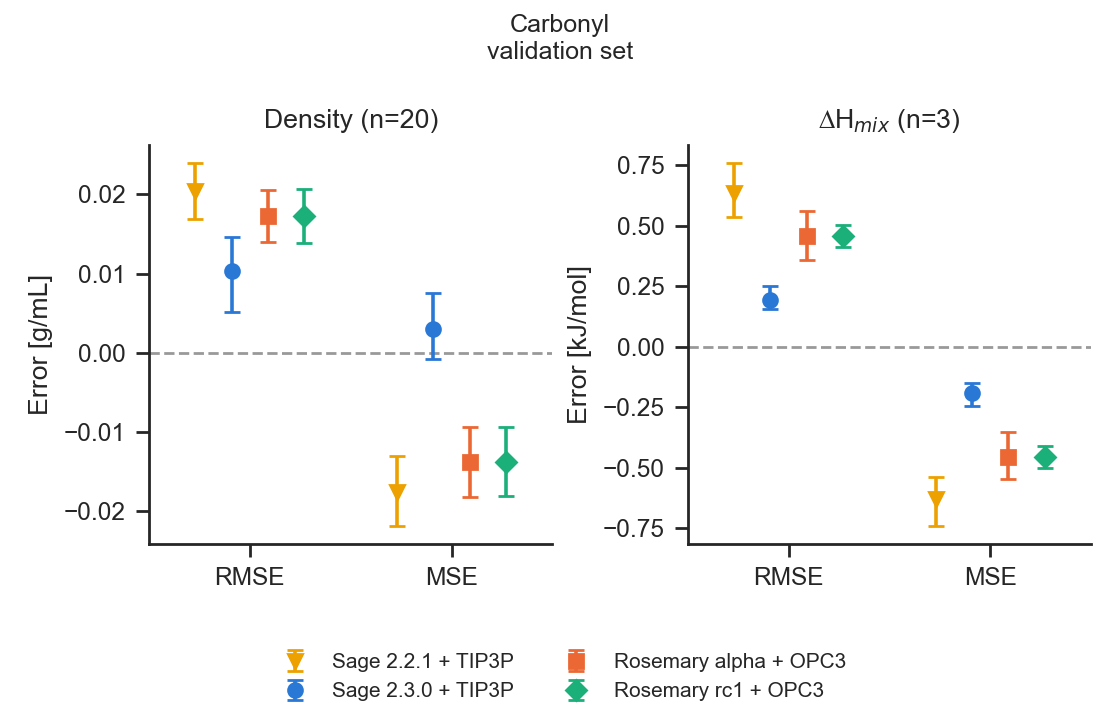 Carbonyl
validation set
Density (n=20)
ΔH_mix (n=3)
Error [g/mL]
0.02
0.01
0.00
−0.01
−0.02
RMSE
MSE
Error [kJ/mol]
0.75
0.50
0.25
0.00
−0.25
−0.50
−0.75
RMSE
MSE
Sage 2.2.1 + TIP3P
Sage 2.3.0 + TIP3P
Rosemary alpha + OPC3
Rosemary rc1 + OPC3